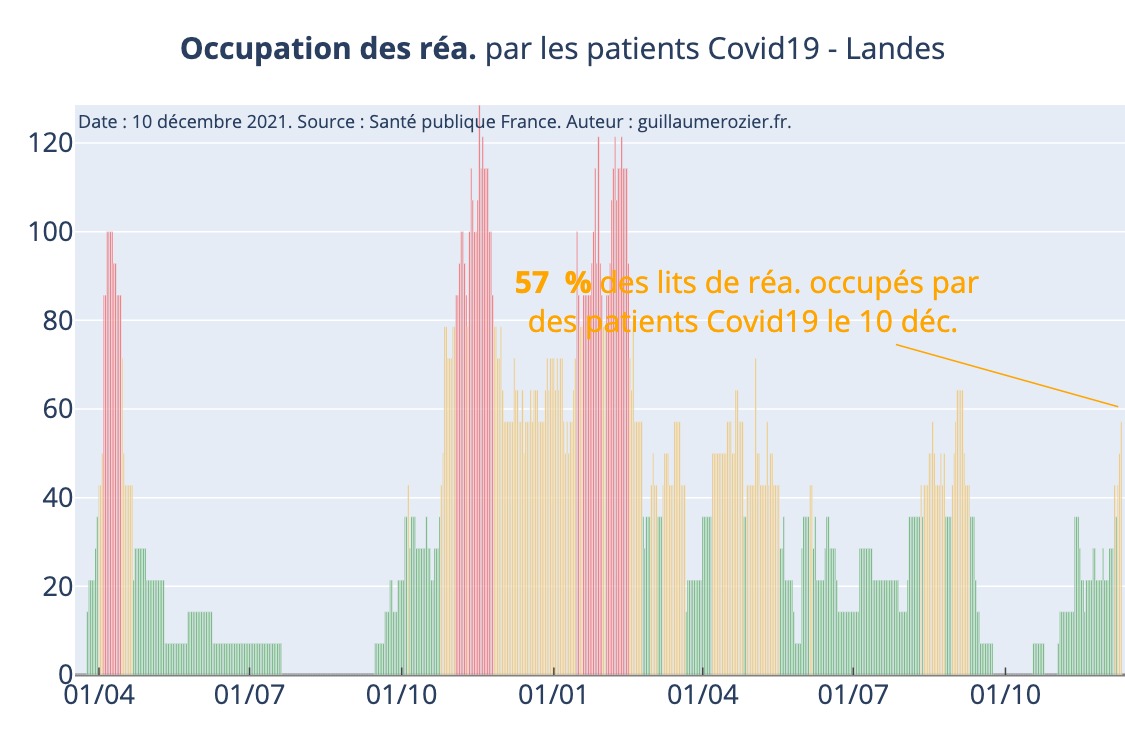 Occupation des réa. par les patients Covid19 - Landes
Date : 10 décembre 2021. Source : Santé publique France. Auteur : guillaumerozier.fr.
120
100
57 % des lits de réa. occupés par
des patients Covid19 le 10 déc.
80
60
40
20
0
01/04 01/07 01/10 01/01 01/04 01/07 01/10